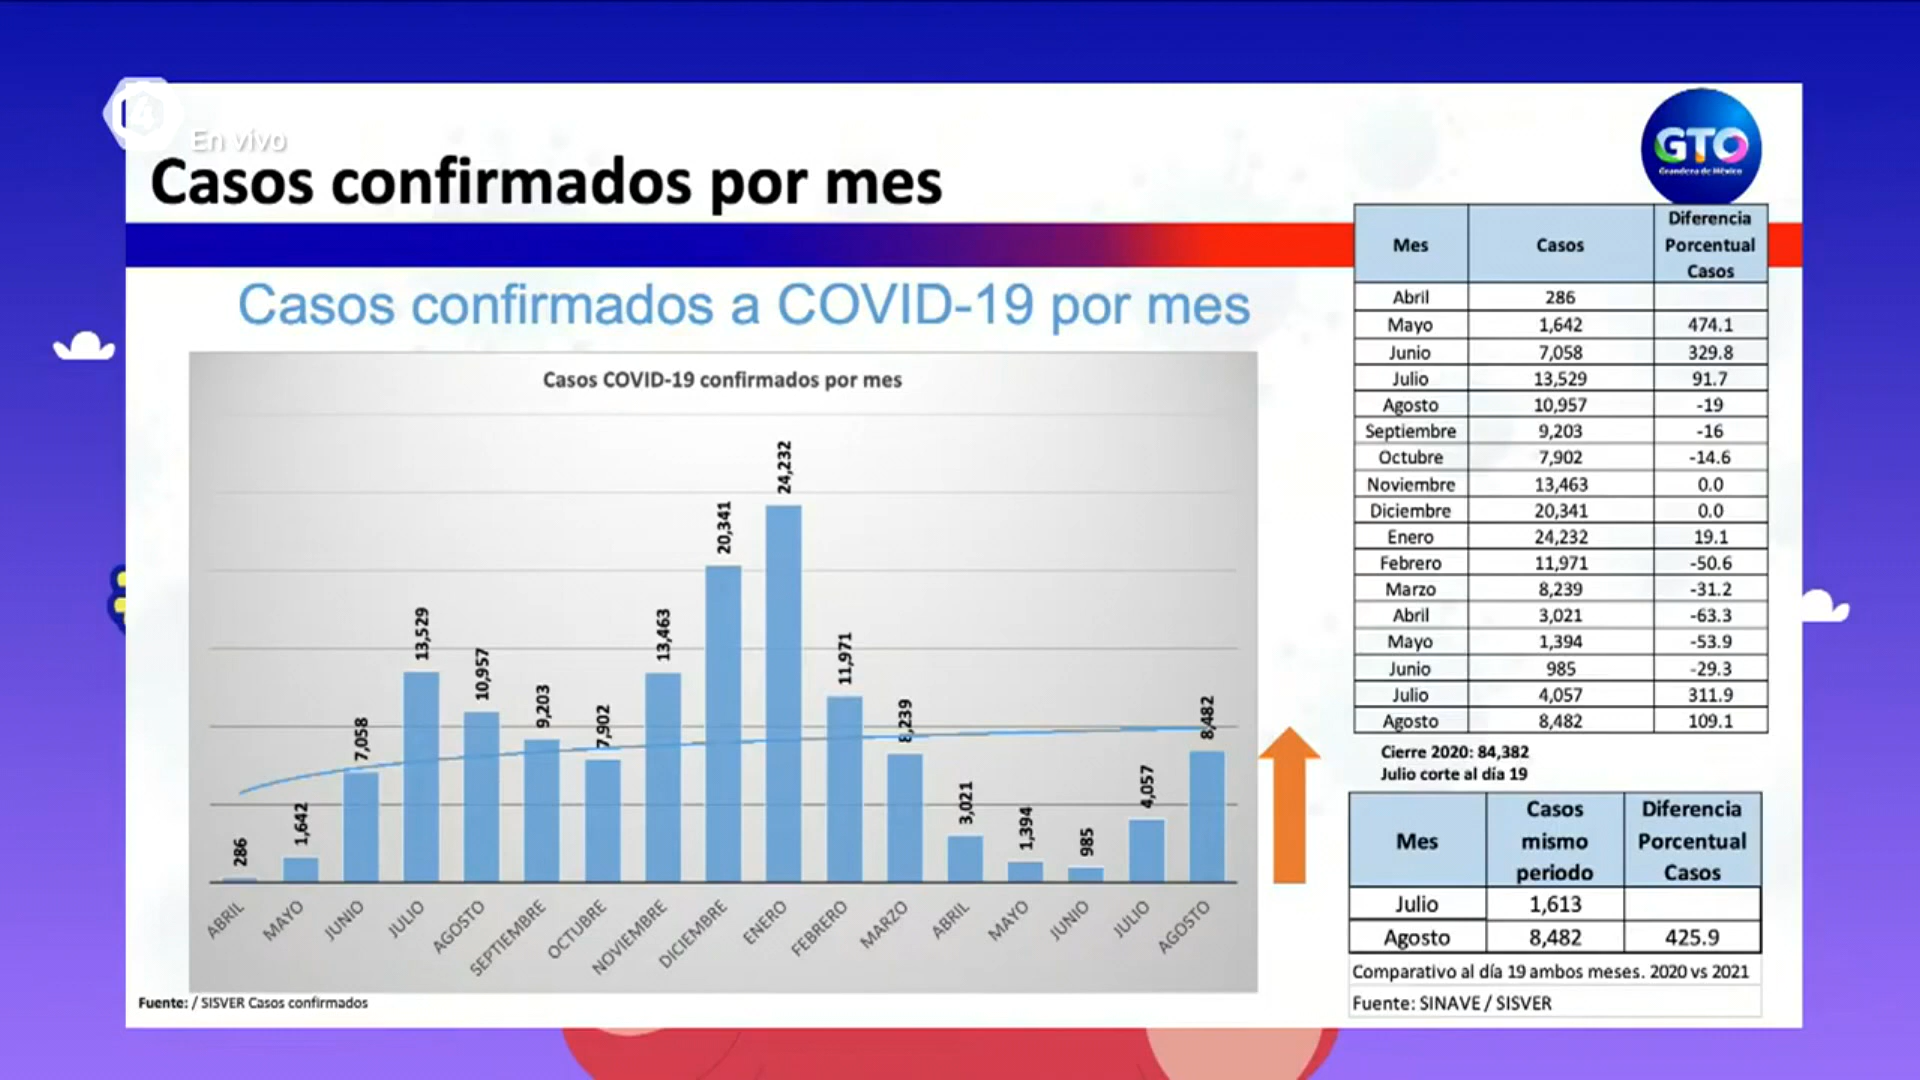 4
En vivo
Casos confirmados por mes
GTO
Grandeza de México
Casos confirmados a COVID-19 por mes
Casos COVID-19 confirmados por mes
286
1,642
7,058
13,529
10,957
9,203
7,902
13,463
20,341
24,232
11,971
8,239
3,021
1,394
985
4,057
8,482
ABRIL
MAYO
JUNIO
JULIO
AGOSTO
SEPTIEMBRE
OCTUBRE
NOVIEMBRE
DICIEMBRE
ENERO
FEBRERO
MARZO
ABRIL
MAYO
JUNIO
JULIO
AGOSTO
Fuente: / SISVER Casos confirmados
Mes Casos Diferencia Porcentual Casos
Abril 286
Mayo 1,642 474.1
Junio 7,058 329.8
Julio 13,529 91.7
Agosto 10,957 -19
Septiembre 9,203 -16
Octubre 7,902 -14.6
Noviembre 13,463 0.0
Diciembre 20,341 0.0
Enero 24,232 19.1
Febrero 11,971 -50.6
Marzo 8,239 -31.2
Abril 3,021 -63.3
Mayo 1,394 -53.9
Junio 985 -29.3
Julio 4,057 311.9
Agosto 8,482 109.1
Cierre 2020: 84,382
Julio corte al día 19
Mes Casos mismo periodo Diferencia Porcentual Casos
Julio 1,613
Agosto 8,482 425.9
Comparativo al día 19 ambos meses. 2020 vs 2021
Fuente: SINAVE / SISVER